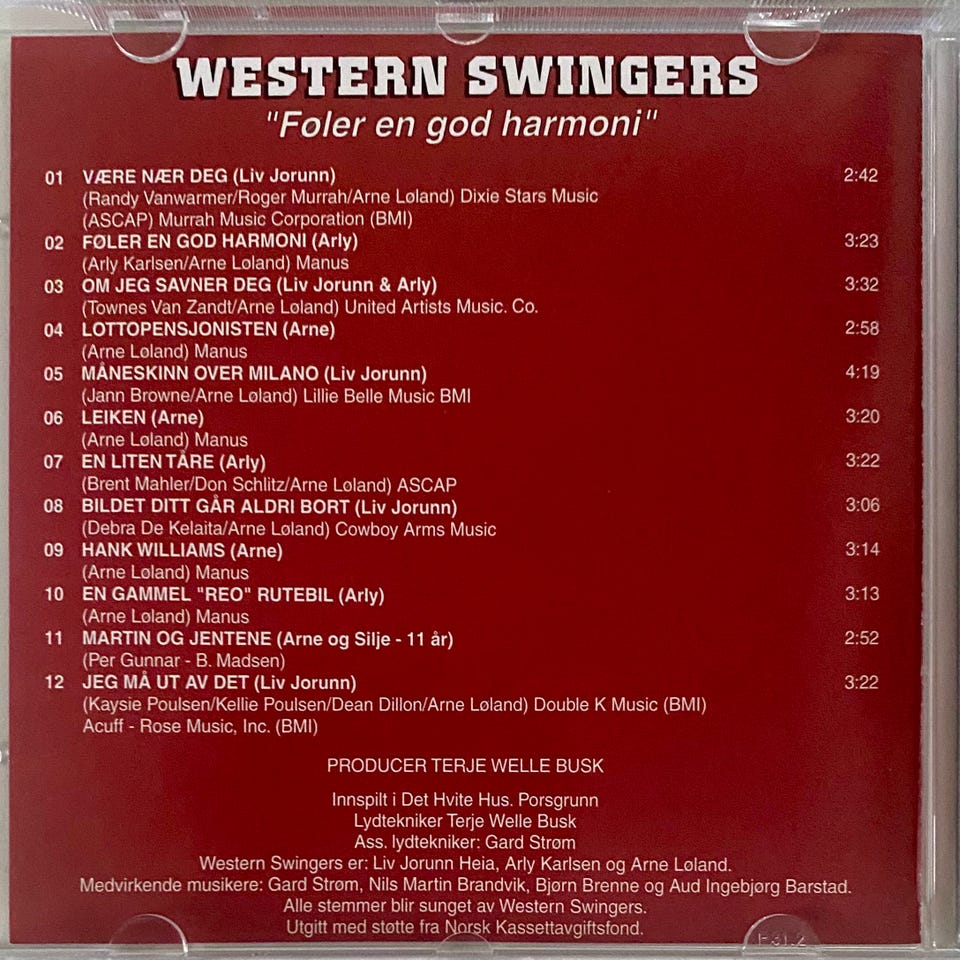 WESTERN SWINGERS
"Føler en god harmoni"
01 VÆRE NÆR DEG (Liv Jorunn) 2:42
(Randy Vanwarmer/Roger Murrah/Arne Løland) Dixie Stars Music
(ASCAP) Murrah Music Corporation (BMI)
02 FØLER EN GOD HARMONI (Arly) 3:23
(Arly Karlsen/Arne Løland) Manus
03 OM JEG SAVNER DEG (Liv Jorunn & Arly) 3:32
(Townes Van Zandt/Arne Løland) United Artists Music. Co.
04 LOTTOPENSJONISTEN (Arne) 2:58
(Arne Løland) Manus
05 MÅNESKINN OVER MILANO (Liv Jorunn) 4:19
(Jann Browne/Arne Løland) Lillie Belle Music BMI
06 LEIKEN (Arne) 3:20
(Arne Løland) Manus
07 EN LITEN TÅRE (Arly) 3:22
(Brent Mahler/Don Schlitz/Arne Løland) ASCAP
08 BILDET DITT GÅR ALDRI BORT (Liv Jorunn) 3:06
(Debra De Kelaita/Arne Løland) Cowboy Arms Music
09 HANK WILLIAMS (Arne) 3:14
(Arne Løland) Manus
10 EN GAMMEL "REO" RUTEBIL (Arly) 3:13
(Arne Løland) Manus
11 MARTIN OG JENTENE (Arne og Silje - 11 år) 2:52
(Per Gunnar - B. Madsen)
12 JEG MÅ UT AV DET (Liv Jorunn) 3:22
(Kaysie Poulsen/Kellie Poulsen/Dean Dillon/Arne Løland) Double K Music (BMI)
Acuff - Rose Music, Inc. (BMI)
PRODUCER TERJE WELLE BUSK
Innspilt i Det Hvite Hus. Porsgrunn
Lydtekniker Terje Welle Busk
Ass. lydtekniker: Gard Strøm
Western Swingers er: Liv Jorunn Heia, Arly Karlsen og Arne Løland.
Medvirkende musikere: Gard Strøm, Nils Martin Brandvik, Bjørn Brenne og Aud Ingebjørg Barstad.
Alle stemmer blir sunget av Western Swingers.
Utgitt med støtte fra Norsk Kassettavgiftsfond.